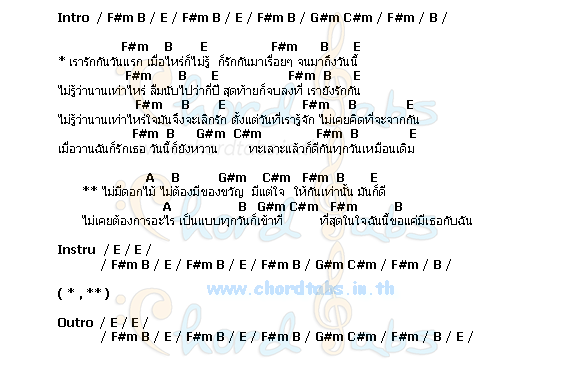 Intro / F#m B / E / F#m B / E / F#m B / G#m C#m / F#m / B /
F#m B E F#m B E
* เรารักกันวันแรก เมื่อไหร่ก็ไม่รู้ ก็รักกันมาเรื่อยๆ จนมาถึงวันนี้
F#m B E F#m B E
ไม่รู้ว่านานเท่าไหร่ ลืมนับไปว่ากี่ปี สุดท้ายก็จบลงที่ เรายังรักกัน
F#m B E F#m B E
ไม่รู้ว่านานเท่าไหร่ใจมันจึงจะเลิกรัก ตั้งแต่วันที่เรารู้จัก ไม่เคยคิดที่จะจากกัน
F#m B G#m C#m F#m B E
เมื่อวานฉันก็รักเธอ วันนี้ก็ยังหวาน ทะเลาะแล้วก็ดีกันทุกวันเหมือนเดิม
A B G#m C#m F#m B E
** ไม่มีดอกไม้ ไม่ต้องมีของขวัญ มีแต่ใจ ให้กันเท่านั้น มันก็ดี
A B G#m C#m F#m B
ไม่เคยต้องการอะไร เป็นแบบทุกวันก็เข้าที่ ที่สุดในใจฉันนี้ขอแค่มีเธอกับฉัน
Instru / E / E /
/ F#m B / E / F#m B / E / F#m B / G#m C#m / F#m / B /
www.chordtabs.in.th
( * , ** )
Outro / E / E /
/ F#m B / E / F#m B / E / F#m B / G#m C#m / F#m / B / E /